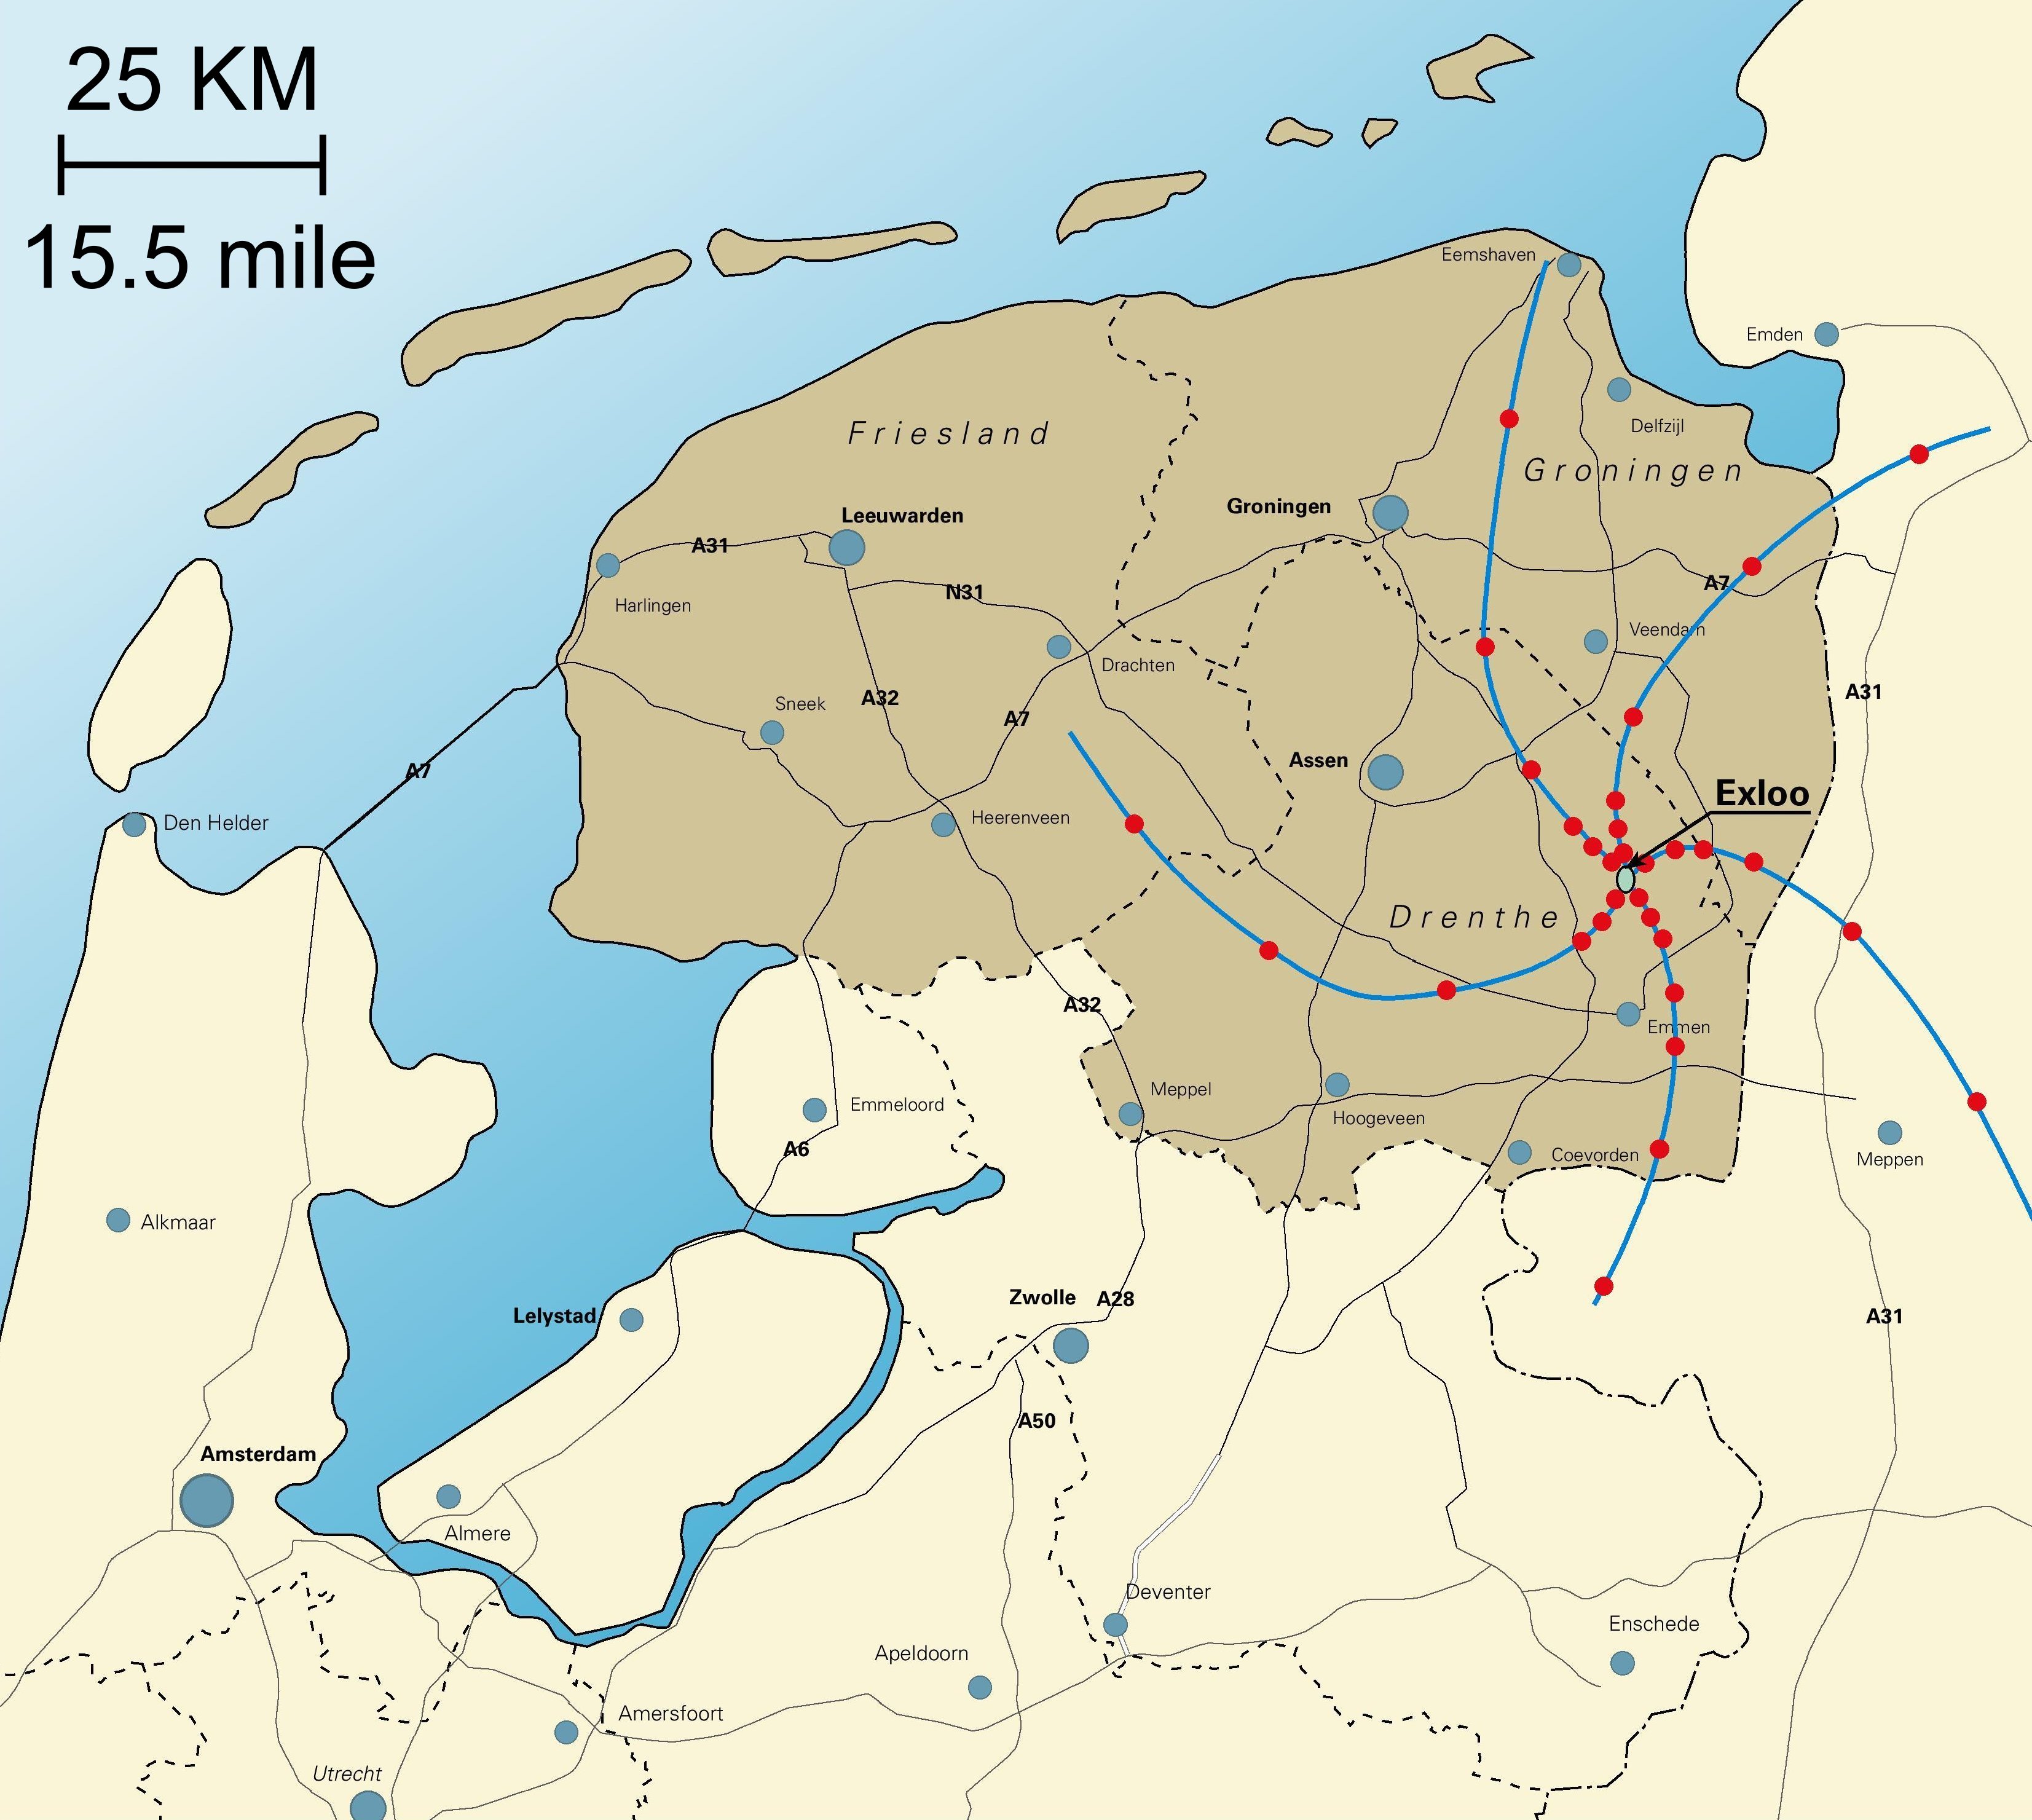 25 KM
15.5 mile
Eemshaven
Emden
Delfzijl
Friesland
Groningen
Groningen
Leeuwarden
A31
Harlingen
N31
A7
Veendam
Drachten
Sneek
A32
A7
A31
Assen
A7
Exloo
Den Helder
Heerenveen
Drenthe
A32
Emmen
Meppel
Emmeloord
Hoogeveen
A6
Coevorden
Meppen
Alkmaar
Zwolle
A28
Lelystad
A31
A50
Amsterdam
Almere
Deventer
Enschede
Apeldoorn
Amersfoort
Utrecht